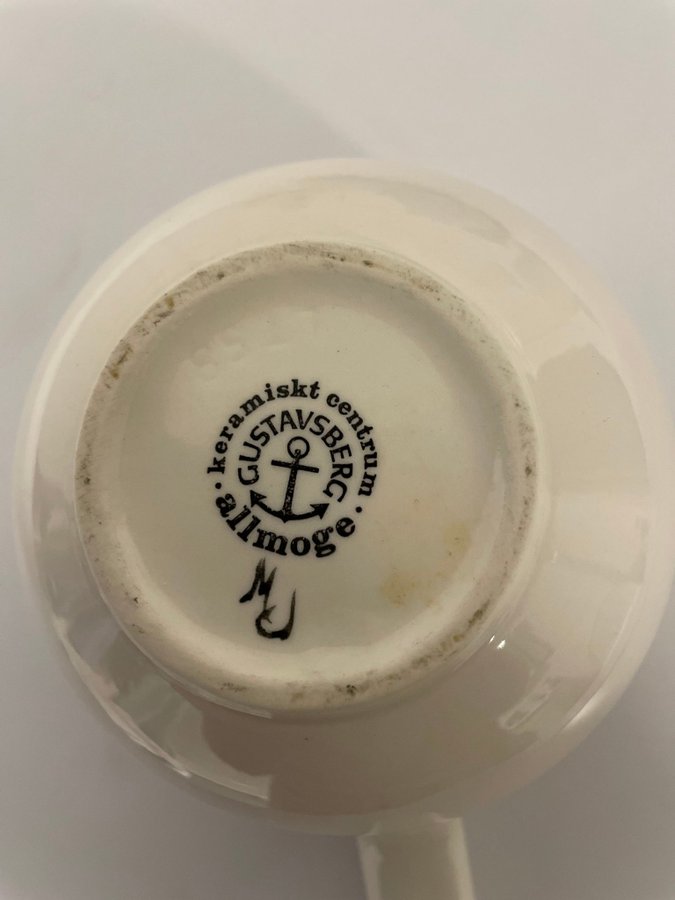 · keramiskt centrum ·
GUSTAVSBERG
allmoge